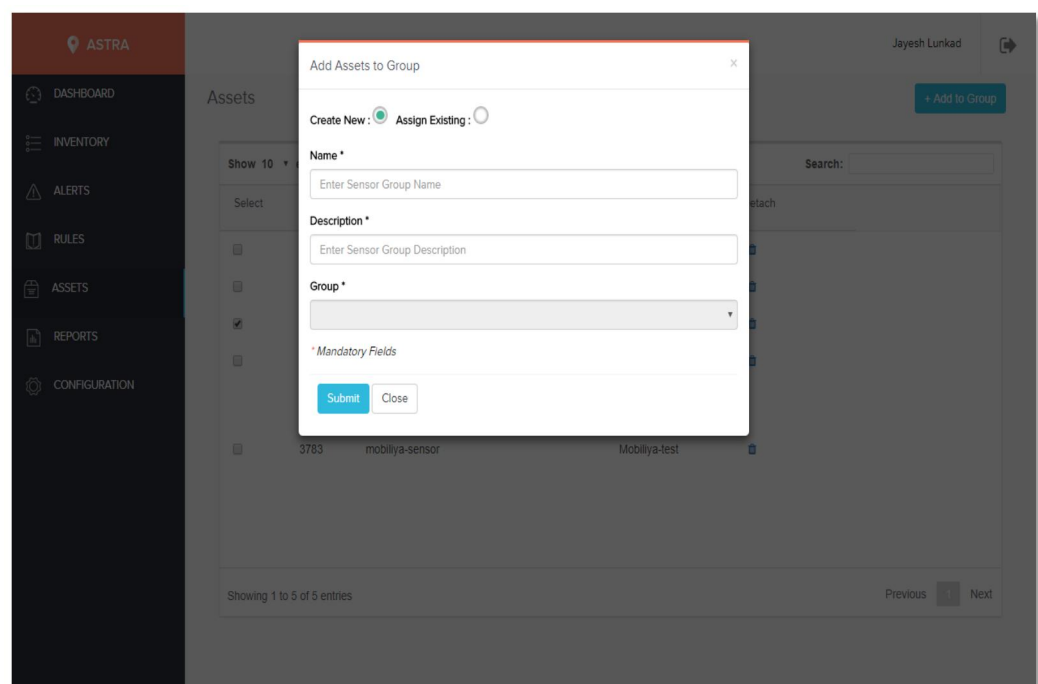 ASTRA
Jayesh Lunkad
DASHBOARD
INVENTORY
ALERTS
RULES
ASSETS
REPORTS
CONFIGURATION
Assets
+ Add to Group
Show 10
Search:
Select
etach
Add Assets to Group
×
Create New : Assign Existing :
Name *
Enter Sensor Group Name
Description *
Enter Sensor Group Description
Group *
* Mandatory Fields
Submit Close
3783 mobiliya-sensor Mobiliya-test
Showing 1 to 5 of 5 entries
Previous 1 Next